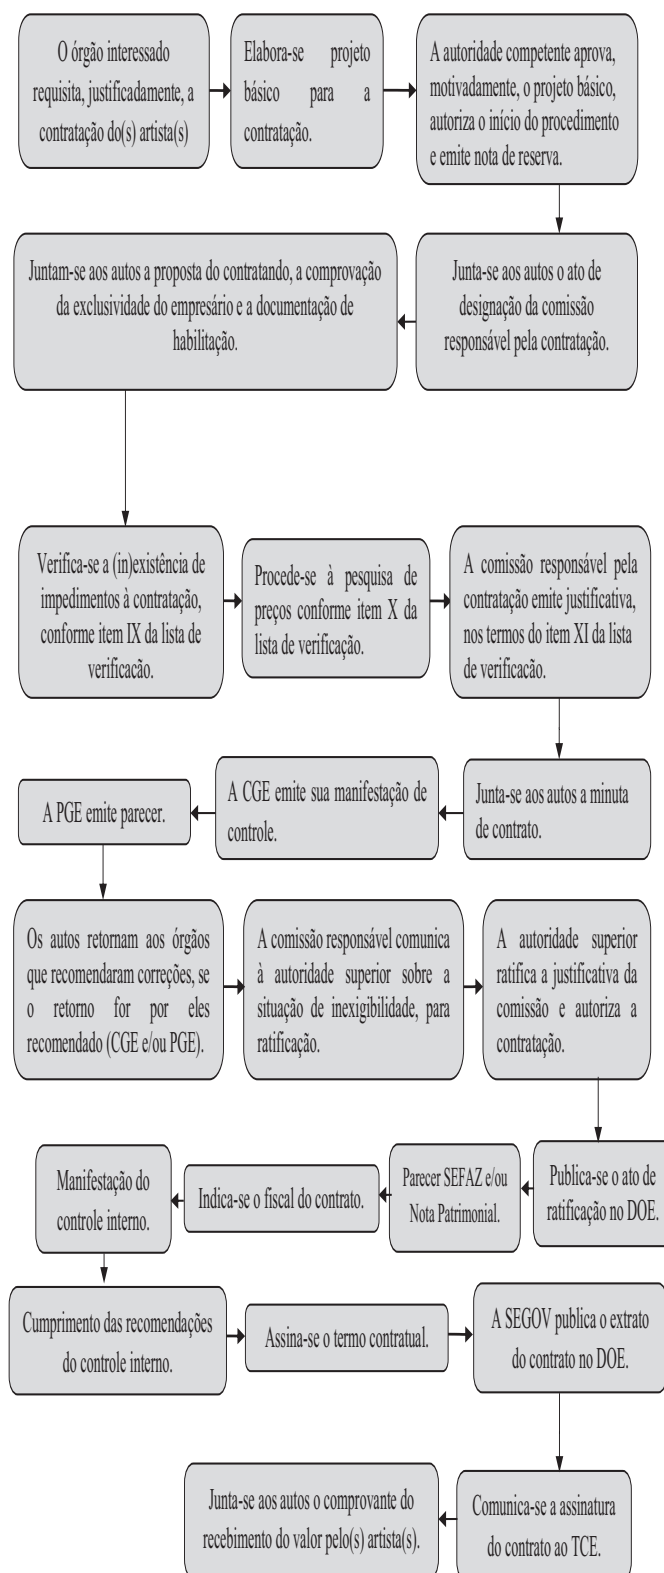 O órgão interessado
requisita, justificadamente, a
contratação do(s) artista(s)
Elabora-se projeto
básico para a
contratação.
A autoridade competente aprova,
motivadamente, o projeto básico,
autoriza o início do procedimento
e emite nota de reserva.
Junta-se aos autos o ato de
designação da comissão
responsável pela contratação.
Juntam-se aos autos a proposta do contratando, a comprovação
da exclusividade do empresário e a documentação de
habilitação.
Verifica-se a (in)existência de
impedimentos à contratação,
conforme item IX da lista de
verificação.
Procede-se à pesquisa de
preços conforme item X da
lista de verificação.
A comissão responsável pela
contratação emite justificativa,
nos termos do item XI da lista
de verificação.
Junta-se aos autos a minuta
de contrato.
A CGE emite sua manifestação de
controle.
A PGE emite parecer.
Os autos retornam aos órgãos
que recomendaram correções, se
o retorno for por eles
recomendado (CGE e/ou PGE).
A comissão responsável comunica
à autoridade superior sobre a
situação de inexigibilidade, para
ratificação.
A autoridade superior
ratifica a justificativa da
comissão e autoriza a
contratação.
Publica-se o ato de
ratificação no DOE.
Parecer SEFAZ e/ou
Nota Patrimonial.
Indica-se o fiscal do contrato.
Manifestação do
controle interno.
Cumprimento das recomendações
do controle interno.
Assina-se o termo contratual.
A SEGOV publica o extrato
do contrato no DOE.
Comunica-se a assinatura
do contrato ao TCE.
Junta-se aos autos o comprovante do
recebimento do valor pelo(s) artista(s).